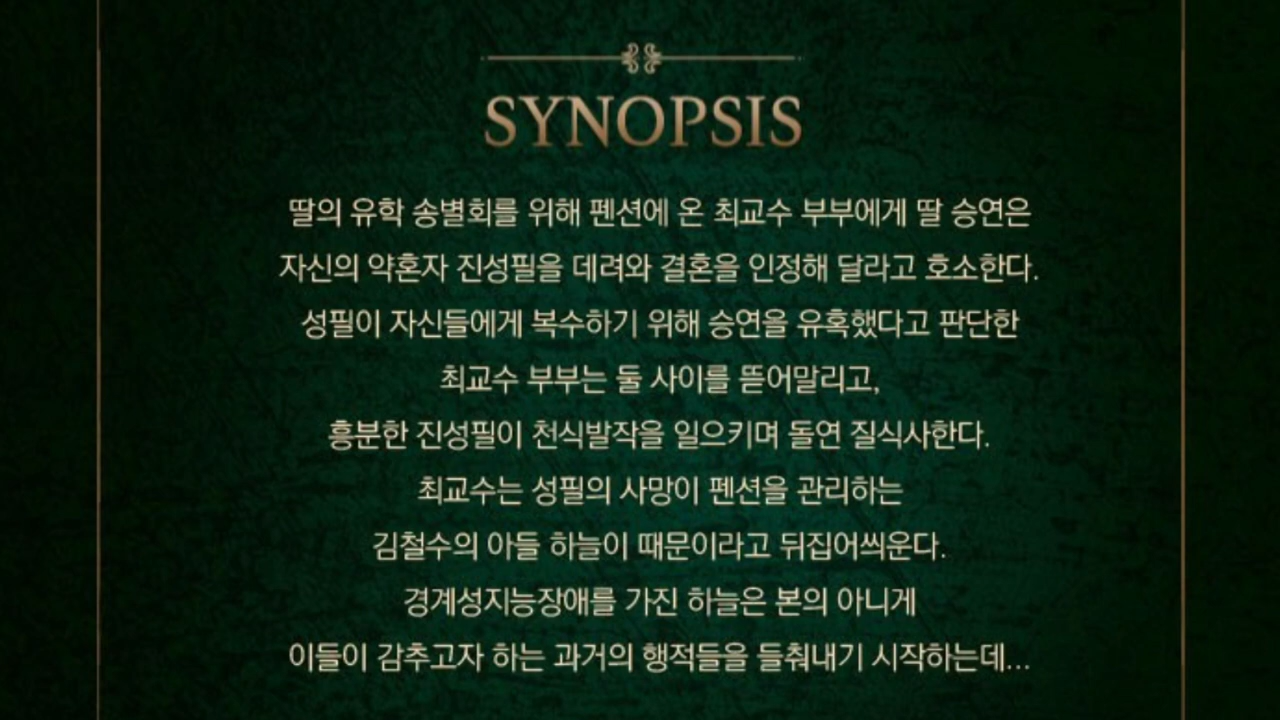 SYNOPSIS
딸의 유학 송별회를 위해 펜션에 온 최교수 부부에게 딸 승연은
자신의 약혼자 진성필을 데려와 결혼을 인정해 달라고 호소한다.
성필이 자신들에게 복수하기 위해 승연을 유혹했다고 판단한
최교수 부부는 둘 사이를 뜯어말리고,
흥분한 진성필이 천식발작을 일으키며 돌연 질식사한다.
최교수는 성필의 사망이 펜션을 관리하는
김철수의 아들 하늘이 때문이라고 뒤집어씌운다.
경계성지능장애를 가진 하늘은 본의 아니게
이들이 감추고자 하는 과거의 행적들을 들춰내기 시작하는데...